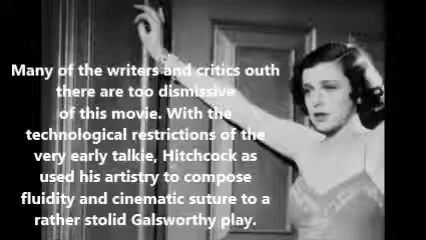 Many of the writers and critics outh
there are too dismissive
of this movie. With the
technological restrictions of the
very early talkie, Hitchcock as
used his artistry to compose
fluidity and cinematic suture to a
rather stolid Galsworthy play.